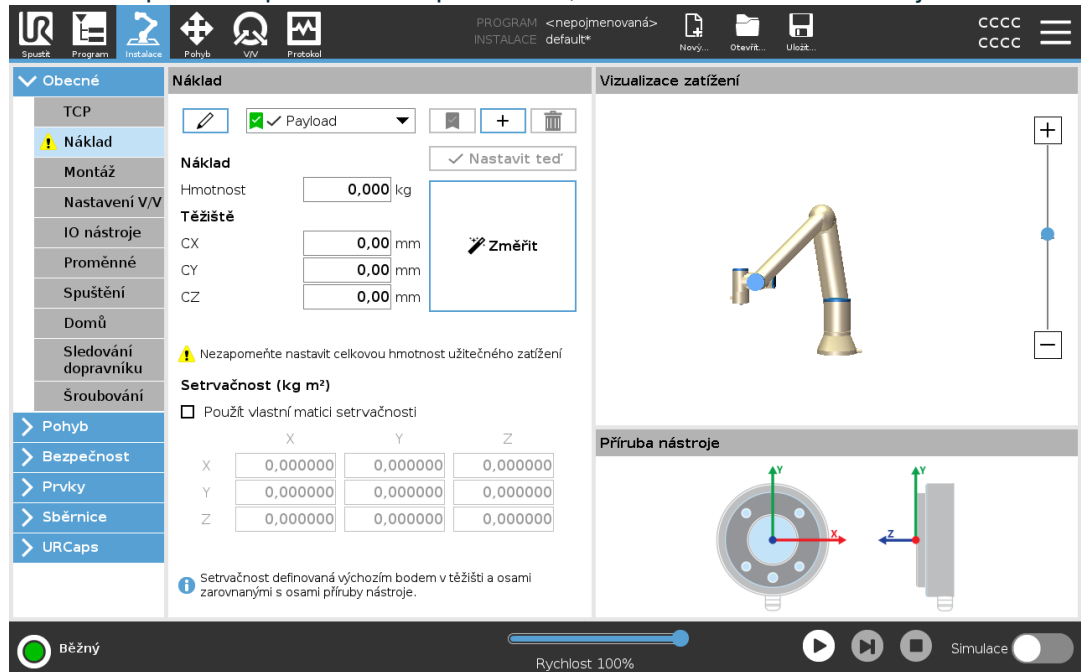 PROGRAM <nepojmenovaná>
INSTALACE default*
UR
Spustit Program Instalace Pohyb V/V Protokol
Nový... Otevřít... Uložit...
CCCC
CCCC
Obecné
TCP
Náklad
Montáž
Nastavení V/V
IO nástroje
Proměnné
Spuštění
Domů
Sledování
dopravníku
Šroubování
Pohyb
Bezpečnost
Prvky
Sběrnice
URCaps
Náklad
Payload
Nastavit teď
Náklad
Hmotnost 0,000 kg
Těžiště
CX 0,00 mm
CY 0,00 mm
CZ 0,00 mm
Změřit
Nezapomeňte nastavit celkovou hmotnost užitečného zatížení
Setrvačnost (kg m²)
Použít vlastní matici setrvačnosti
X Y Z
X 0,000000 0,000000 0,000000
Y 0,000000 0,000000 0,000000
Z 0,000000 0,000000 0,000000
Setrvačnost definovaná výchozím bodem v těžišti a osami
zarovnanými s osami příruby nástroje.
Vizualizace zatížení
Příruba nástroje
Y
X
Y
Z
Běžný
Rychlost 100%
Simulace